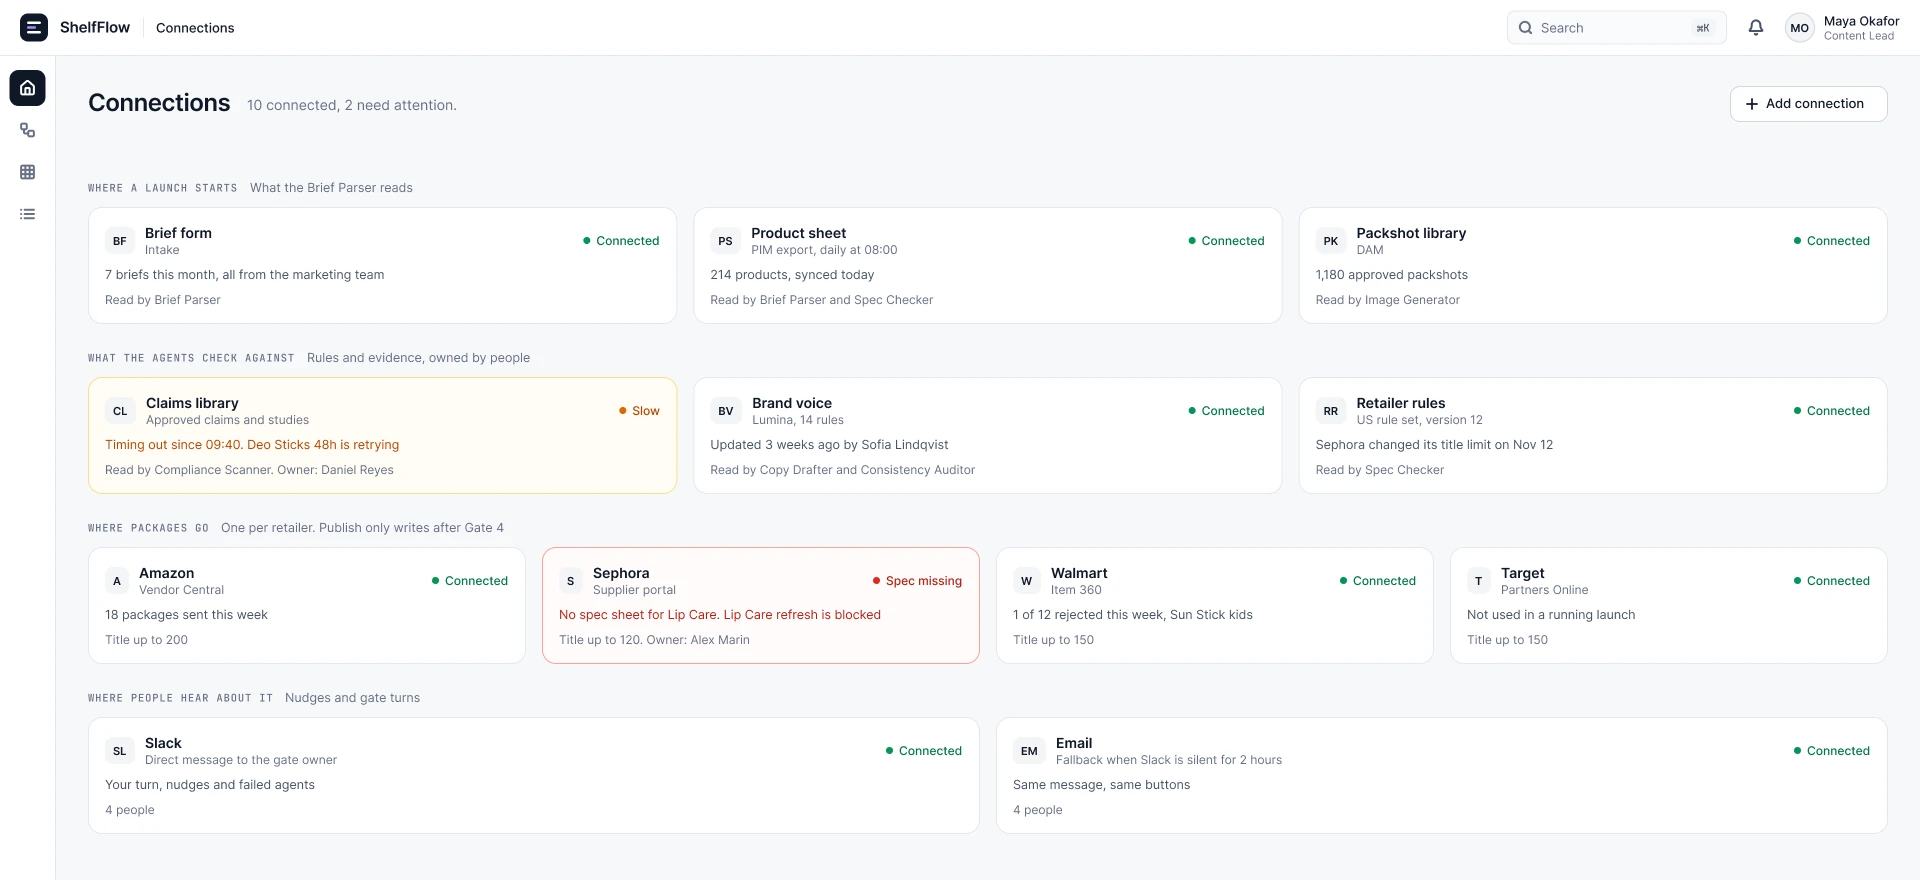 ShelfFlow
Connections
Search
⌘K
MO
Maya Okafor
Content Lead
Connections
10 connected, 2 need attention.
Add connection
WHERE A LAUNCH STARTS What the Brief Parser reads
BF
Brief form
Intake
Connected
7 briefs this month, all from the marketing team
Read by Brief Parser
PS
Product sheet
PIM export, daily at 08:00
Connected
214 products, synced today
Read by Brief Parser and Spec Checker
PK
Packshot library
DAM
Connected
1,180 approved packshots
Read by Image Generator
WHAT THE AGENTS CHECK AGAINST Rules and evidence, owned by people
CL
Claims library
Approved claims and studies
Slow
Timing out since 09:40. Deo Sticks 48h is retrying
Read by Compliance Scanner. Owner: Daniel Reyes
BV
Brand voice
Lumina, 14 rules
Connected
Updated 3 weeks ago by Sofia Lindqvist
Read by Copy Drafter and Consistency Auditor
RR
Retailer rules
US rule set, version 12
Connected
Sephora changed its title limit on Nov 12
Read by Spec Checker
WHERE PACKAGES GO One per retailer. Publish only writes after Gate 4
A
Amazon
Vendor Central
Connected
18 packages sent this week
Title up to 200
S
Sephora
Supplier portal
Spec missing
No spec sheet for Lip Care. Lip Care refresh is blocked
Title up to 120. Owner: Alex Marin
W
Walmart
Item 360
Connected
1 of 12 rejected this week, Sun Stick kids
Title up to 150
T
Target
Partners Online
Connected
Not used in a running launch
Title up to 150
WHERE PEOPLE HEAR ABOUT IT Nudges and gate turns
SL
Slack
Direct message to the gate owner
Connected
Your turn, nudges and failed agents
4 people
EM
Email
Fallback when Slack is silent for 2 hours
Connected
Same message, same buttons
4 people